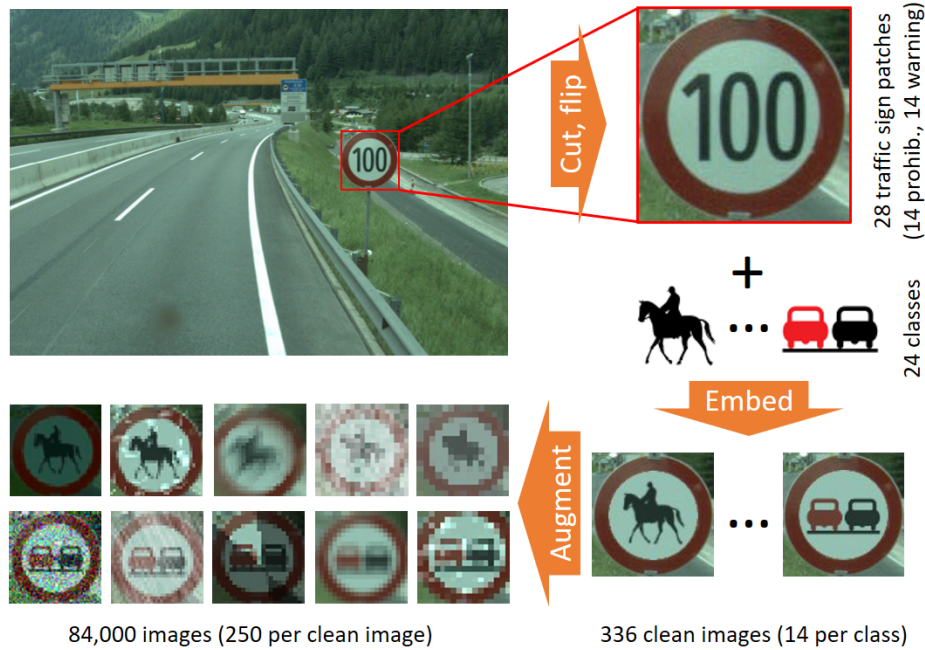 100
Cut, flip
100
28 traffic sign patches
(14 prohib., 14 warning)
+
...
24 classes
Embed
Augment
...
84,000 images (250 per clean image)
336 clean images (14 per class)